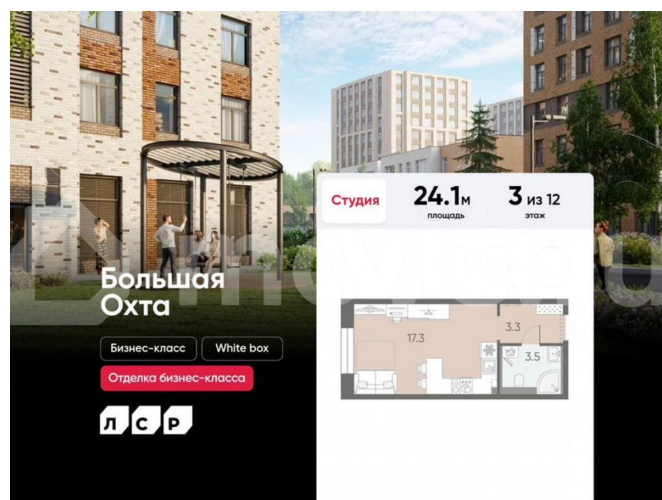 Студия
24.1м
площадь
3 из 12
этаж
Большая
Охта
Бизнес-класс
White box
Отделка бизнес-класса
ЛСР
17.3
3.3
3.5